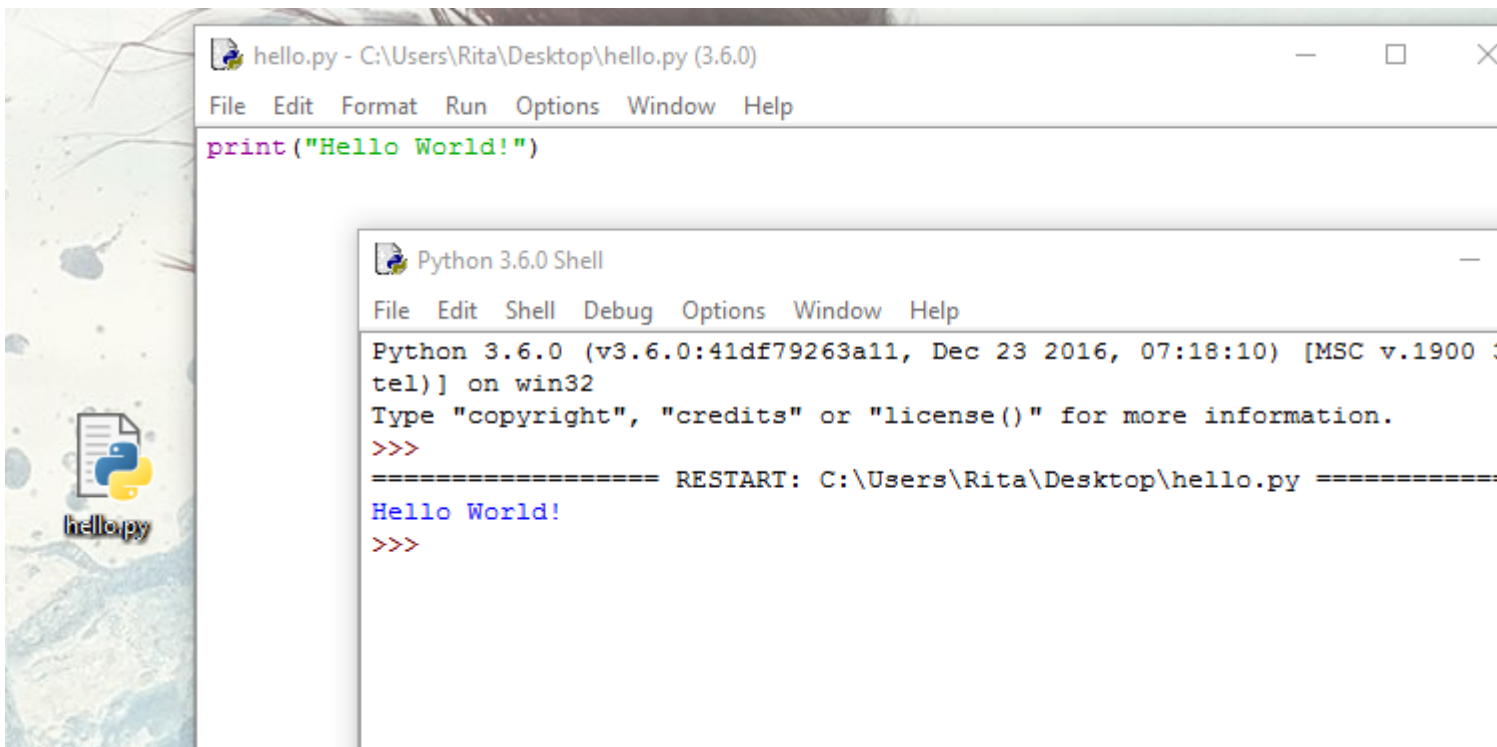 hello.py - C:\Users\Rita\Desktop\hello.py (3.6.0)
File Edit Format Run Options Window Help
print("Hello World!")
Python 3.6.0 Shell
File Edit Shell Debug Options Window Help
Python 3.6.0 (v3.6.0:41df79263a11, Dec 23 2016, 07:18:10) [MSC v.1900
tel)] on win32
Type "copyright", "credits" or "license()" for more information.
>>>
================== RESTART: C:\Users\Rita\Desktop\hello.py ============
Hello World!
>>>
hello.py